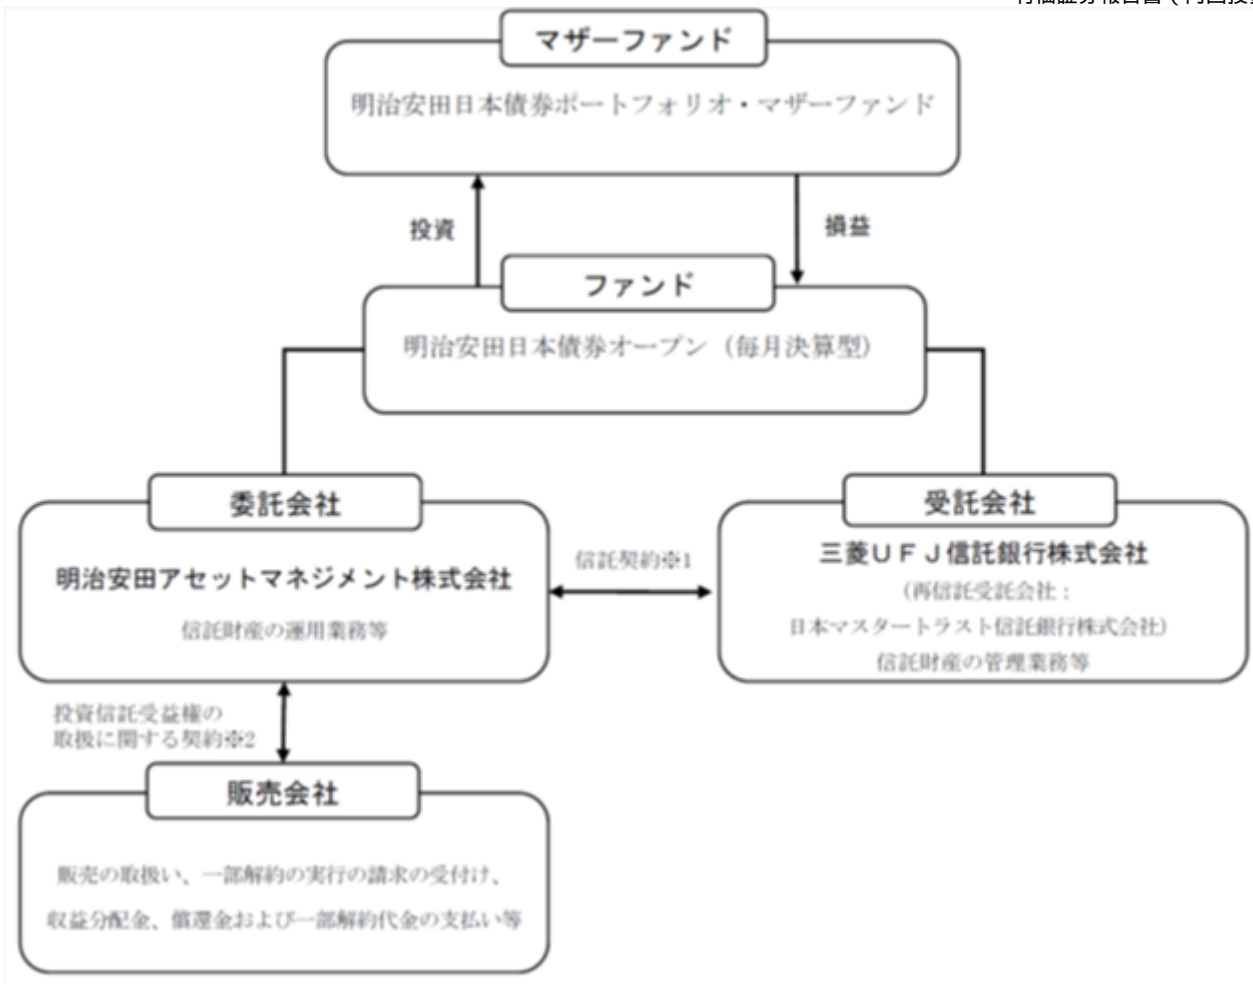 マザーファンド
明治安田日本債券ポートフォリオ・マザーファンド
投資
損益
ファンド
明治安田日本債券オープン（毎月決算型）
委託会社
明治安田アセットマネジメント株式会社
信託財産の運用業務等
信託契約※1
受託会社
三菱ＵＦＪ信託銀行株式会社
（再信託受託会社：
日本マスタートラスト信託銀行株式会社）
信託財産の管理業務等
投資信託受益権の
取扱に関する契約※2
販売会社
販売の取扱い、一部解約の実行の請求の受付け、
収益分配金、償還金および一部解約代金の支払い等